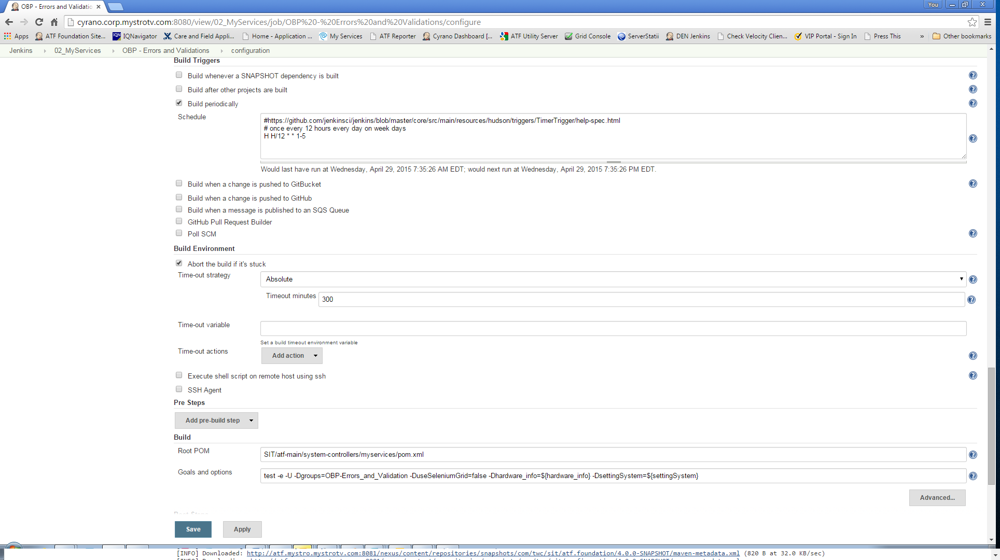 OBP - Errors and Validatio
You
cyrano.corp.mystrotv.com:8080/view/02_MyServices/job/OBP%20-%20Errors%20and%20Validations/configure
Apps ATF Foundation Site... IQN IQNavigator Care and Field Appli... Home - Application ... My Services ATF Reporter Cyrano Dashboard [... ATF Utility Server Grid Console ServerStatii DEN Jenkins Check Velocity Clien... VIP Portal - Sign In Press This » Other bookmarks
Jenkins 02_MyServices OBP - Errors and Validations configuration
Build Triggers
Build whenever a SNAPSHOT dependency is built
Build after other projects are built
Build periodically
Schedule
#https://github.com/jenkinsci/jenkins/blob/master/core/src/main/resources/hudson/triggers/TimerTrigger/help-spec.html
# once every 12 hours every day on week days
H H/12 * * 1-5
Would last have run at Wednesday, April 29, 2015 7:35:26 AM EDT; would next run at Wednesday, April 29, 2015 7:35:26 PM EDT.
Build when a change is pushed to GitBucket
Build when a change is pushed to GitHub
Build when a message is published to an SQS Queue
GitHub Pull Request Builder
Poll SCM
Build Environment
Abort the build if it's stuck
Time-out strategy
Absolute
Timeout minutes 300
Time-out variable
Set a build timeout environment variable
Time-out actions
Add action
Execute shell script on remote host using ssh
SSH Agent
Pre Steps
Add pre-build step
Build
Root POM SIT/atf-main/system-controllers/myservices/pom.xml
Goals and options test -e -U -Dgroups=OBP-Errors_and_Validation -DuseSeleniumGrid=false -Dhardware_info=${hardware_info} -DsettingSystem=${settingSystem}
Advanced...
Save Apply
[INFO] Downloaded: http://atf.mystro.mystrotv.com:8081/nexus/content/repositories/snapshots/com/twc/sit/atf.foundation/4.0.0-SNAPSHOT/maven-metadata.xml (820 B at 32.0 KB/sec)